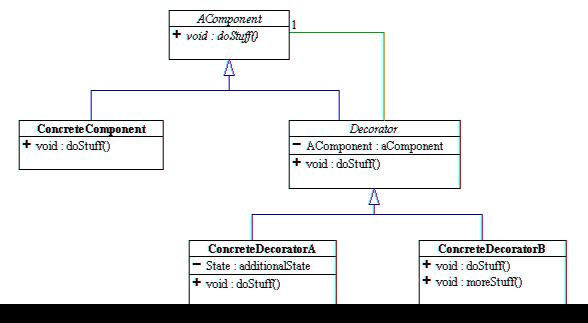 AComponent
+ void : doStuff()
1
ConcreteComponent
+ void : doStuff()
Decorator
− AComponent : aComponent
+ void : doStuff()
ConcreteDecoratorA
− State : additionalState
+ void : doStuff()
ConcreteDecoratorB
+ void : doStuff()
+ void : moreStuff()